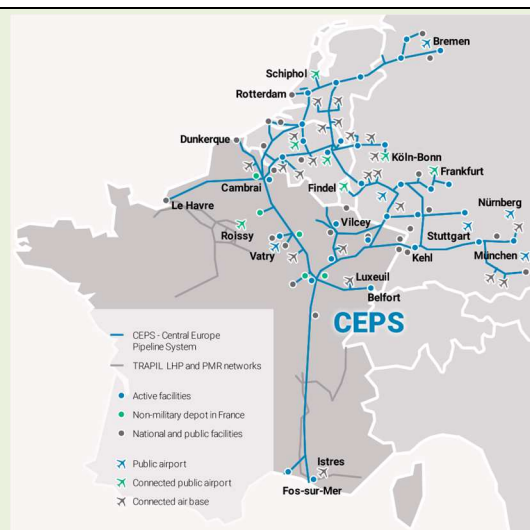 Bremen
Schiphol
Rotterdam
Dunkerque
Köln-Bonn
Cambrai
Findel
Frankfurt
Le Havre
Nürnberg
Roissy
Vilcey
Stuttgart
Vatry
Kehl
München
Luxeuil
Belfort
CEPS
CEPS - Central Europe
Pipeline System
TRAPIL LHP and PMR networks
Active facilities
Non-military depot in France
National and public facilities
Public airport
Connected public airport
Connected air base
Istres
Fos-sur-Mer